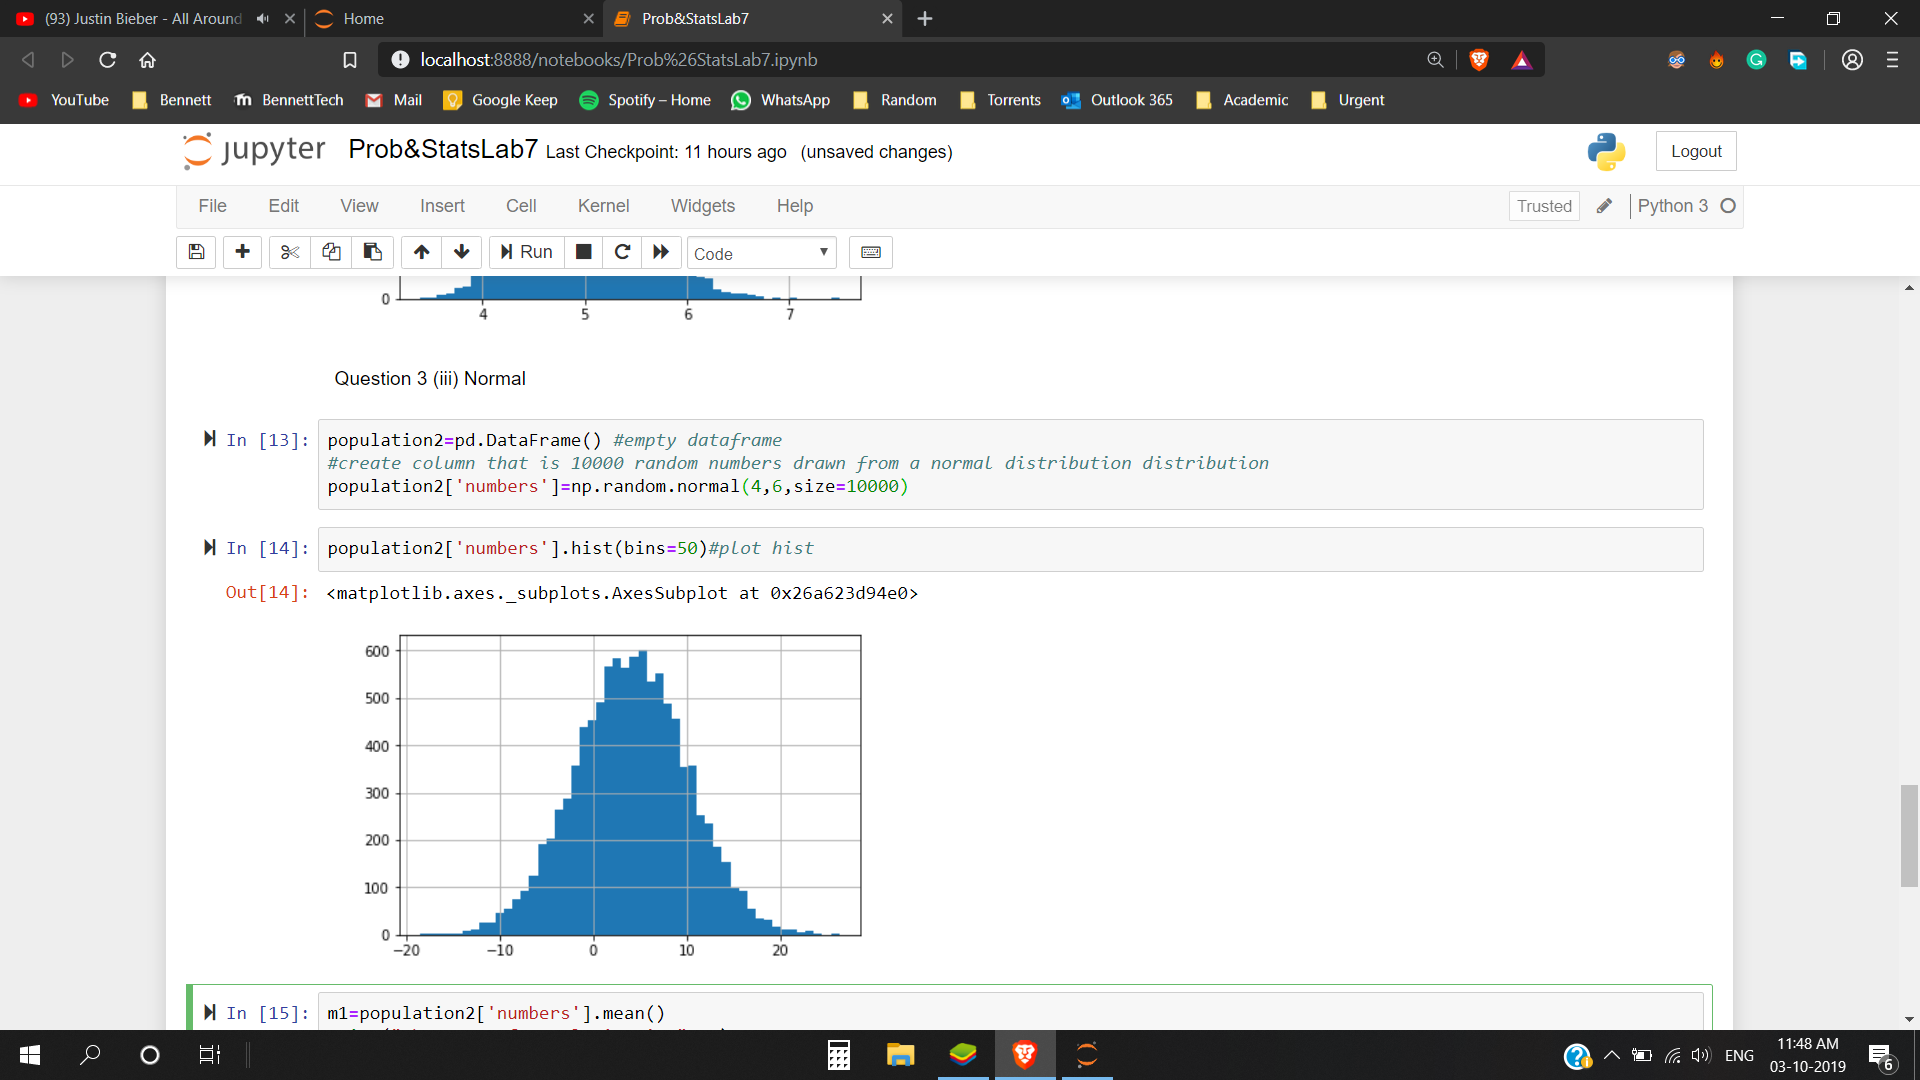 (93) Justin Bieber - All Around
Home
Prob&StatsLab7
localhost:8888/notebooks/Prob%26StatsLab7.ipynb
YouTube Bennett BennettTech Mail Google Keep Spotify – Home WhatsApp Random Torrents Outlook 365 Academic Urgent
jupyter Prob&StatsLab7 Last Checkpoint: 11 hours ago (unsaved changes)
Logout
File Edit View Insert Cell Kernel Widgets Help
Trusted Python 3
Run Code
0
4 5 6 7
Question 3 (iii) Normal
In [13]: population2=pd.DataFrame() #empty dataframe
#create column that is 10000 random numbers drawn from a normal distribution distribution
population2['numbers']=np.random.normal(4,6,size=10000)
In [14]: population2['numbers'].hist(bins=50)#plot hist
Out[14]: <matplotlib.axes._subplots.AxesSubplot at 0x26a623d94e0>
600
500
400
300
200
100
0
−20 −10 0 10 20
In [15]: m1=population2['numbers'].mean()
ENG
11:48 AM
03-10-2019
6